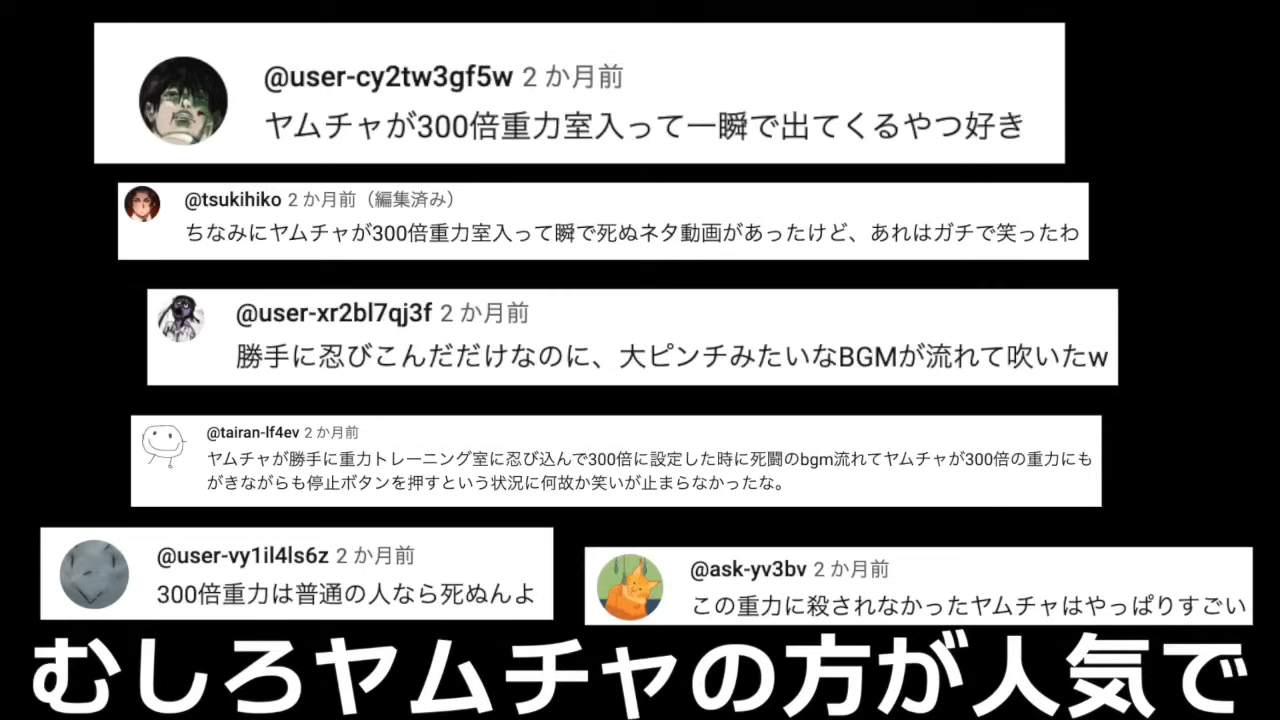 @user-cy2tw3gf5w 2 か月前
ヤムチャが300倍重力室入って一瞬で出てくるやつ好き
@tsukihiko 2 か月前（編集済み）
ちなみにヤムチャが300倍重力室入って瞬で死ぬネタ動画があったけど、あれはガチで笑ったわ
@user-xr2bl7qj3f 2 か月前
勝手に忍びこんだだけなのに、大ピンチみたいなBGMが流れて吹いたw
@tairan-lf4ev 2 か月前
ヤムチャが勝手に重力トレーニング室に忍び込んで300倍に設定した時に死闘のbgm流れてヤムチャが300倍の重力にも
がきながらも停止ボタンを押すという状況に何故か笑いが止まらなかったな。
@user-vy1il4ls6z 2 か月前
300倍重力は普通の人なら死ぬんよ
@ask-yv3bv 2 か月前
この重力に殺されなかったヤムチャはやっぱりすごい
むしろヤムチャの方が人気で